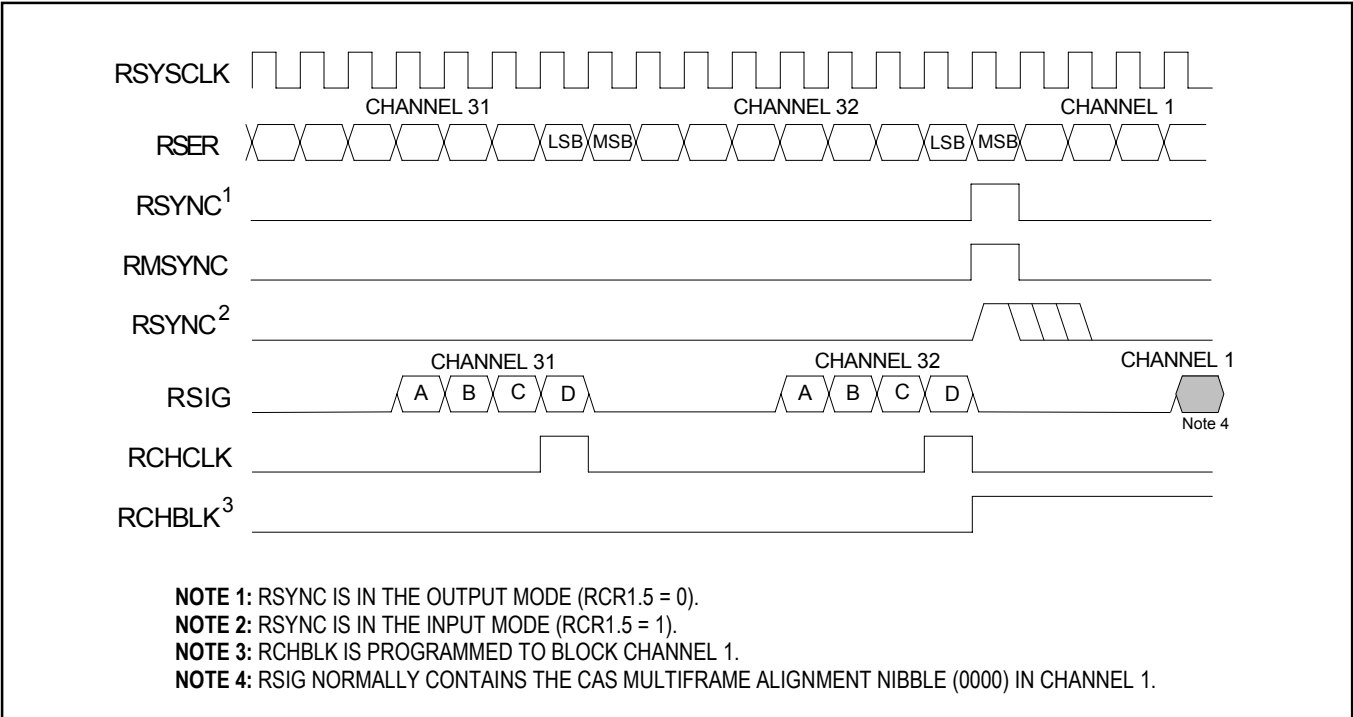 RSYSCLK
CHANNEL 31 CHANNEL 32 CHANNEL 1
RSER LSB MSB LSB MSB
RSYNC1
RMSYNC
RSYNC2
CHANNEL 31 CHANNEL 32 CHANNEL 1
RSIG A B C D A B C D
Note 4
RCHCLK
RCHBLK3
NOTE 1: RSYNC IS IN THE OUTPUT MODE (RCR1.5 = 0).
NOTE 2: RSYNC IS IN THE INPUT MODE (RCR1.5 = 1).
NOTE 3: RCHBLK IS PROGRAMMED TO BLOCK CHANNEL 1.
NOTE 4: RSIG NORMALLY CONTAINS THE CAS MULTIFRAME ALIGNMENT NIBBLE (0000) IN CHANNEL 1.